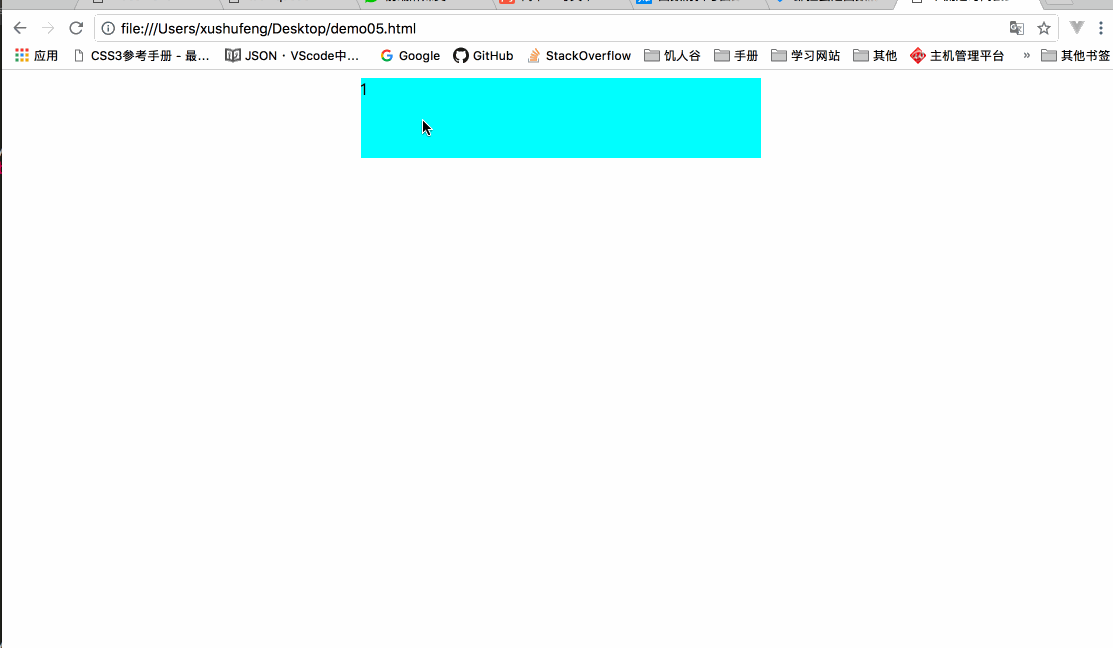 file:///Users/xushufeng/Desktop/demo05.html
应用 CSS3参考手册 - 最... JSON · VScode中... Google GitHub StackOverflow 饥人谷 手册 学习网站 其他 主机管理平台 » 其他书签
1